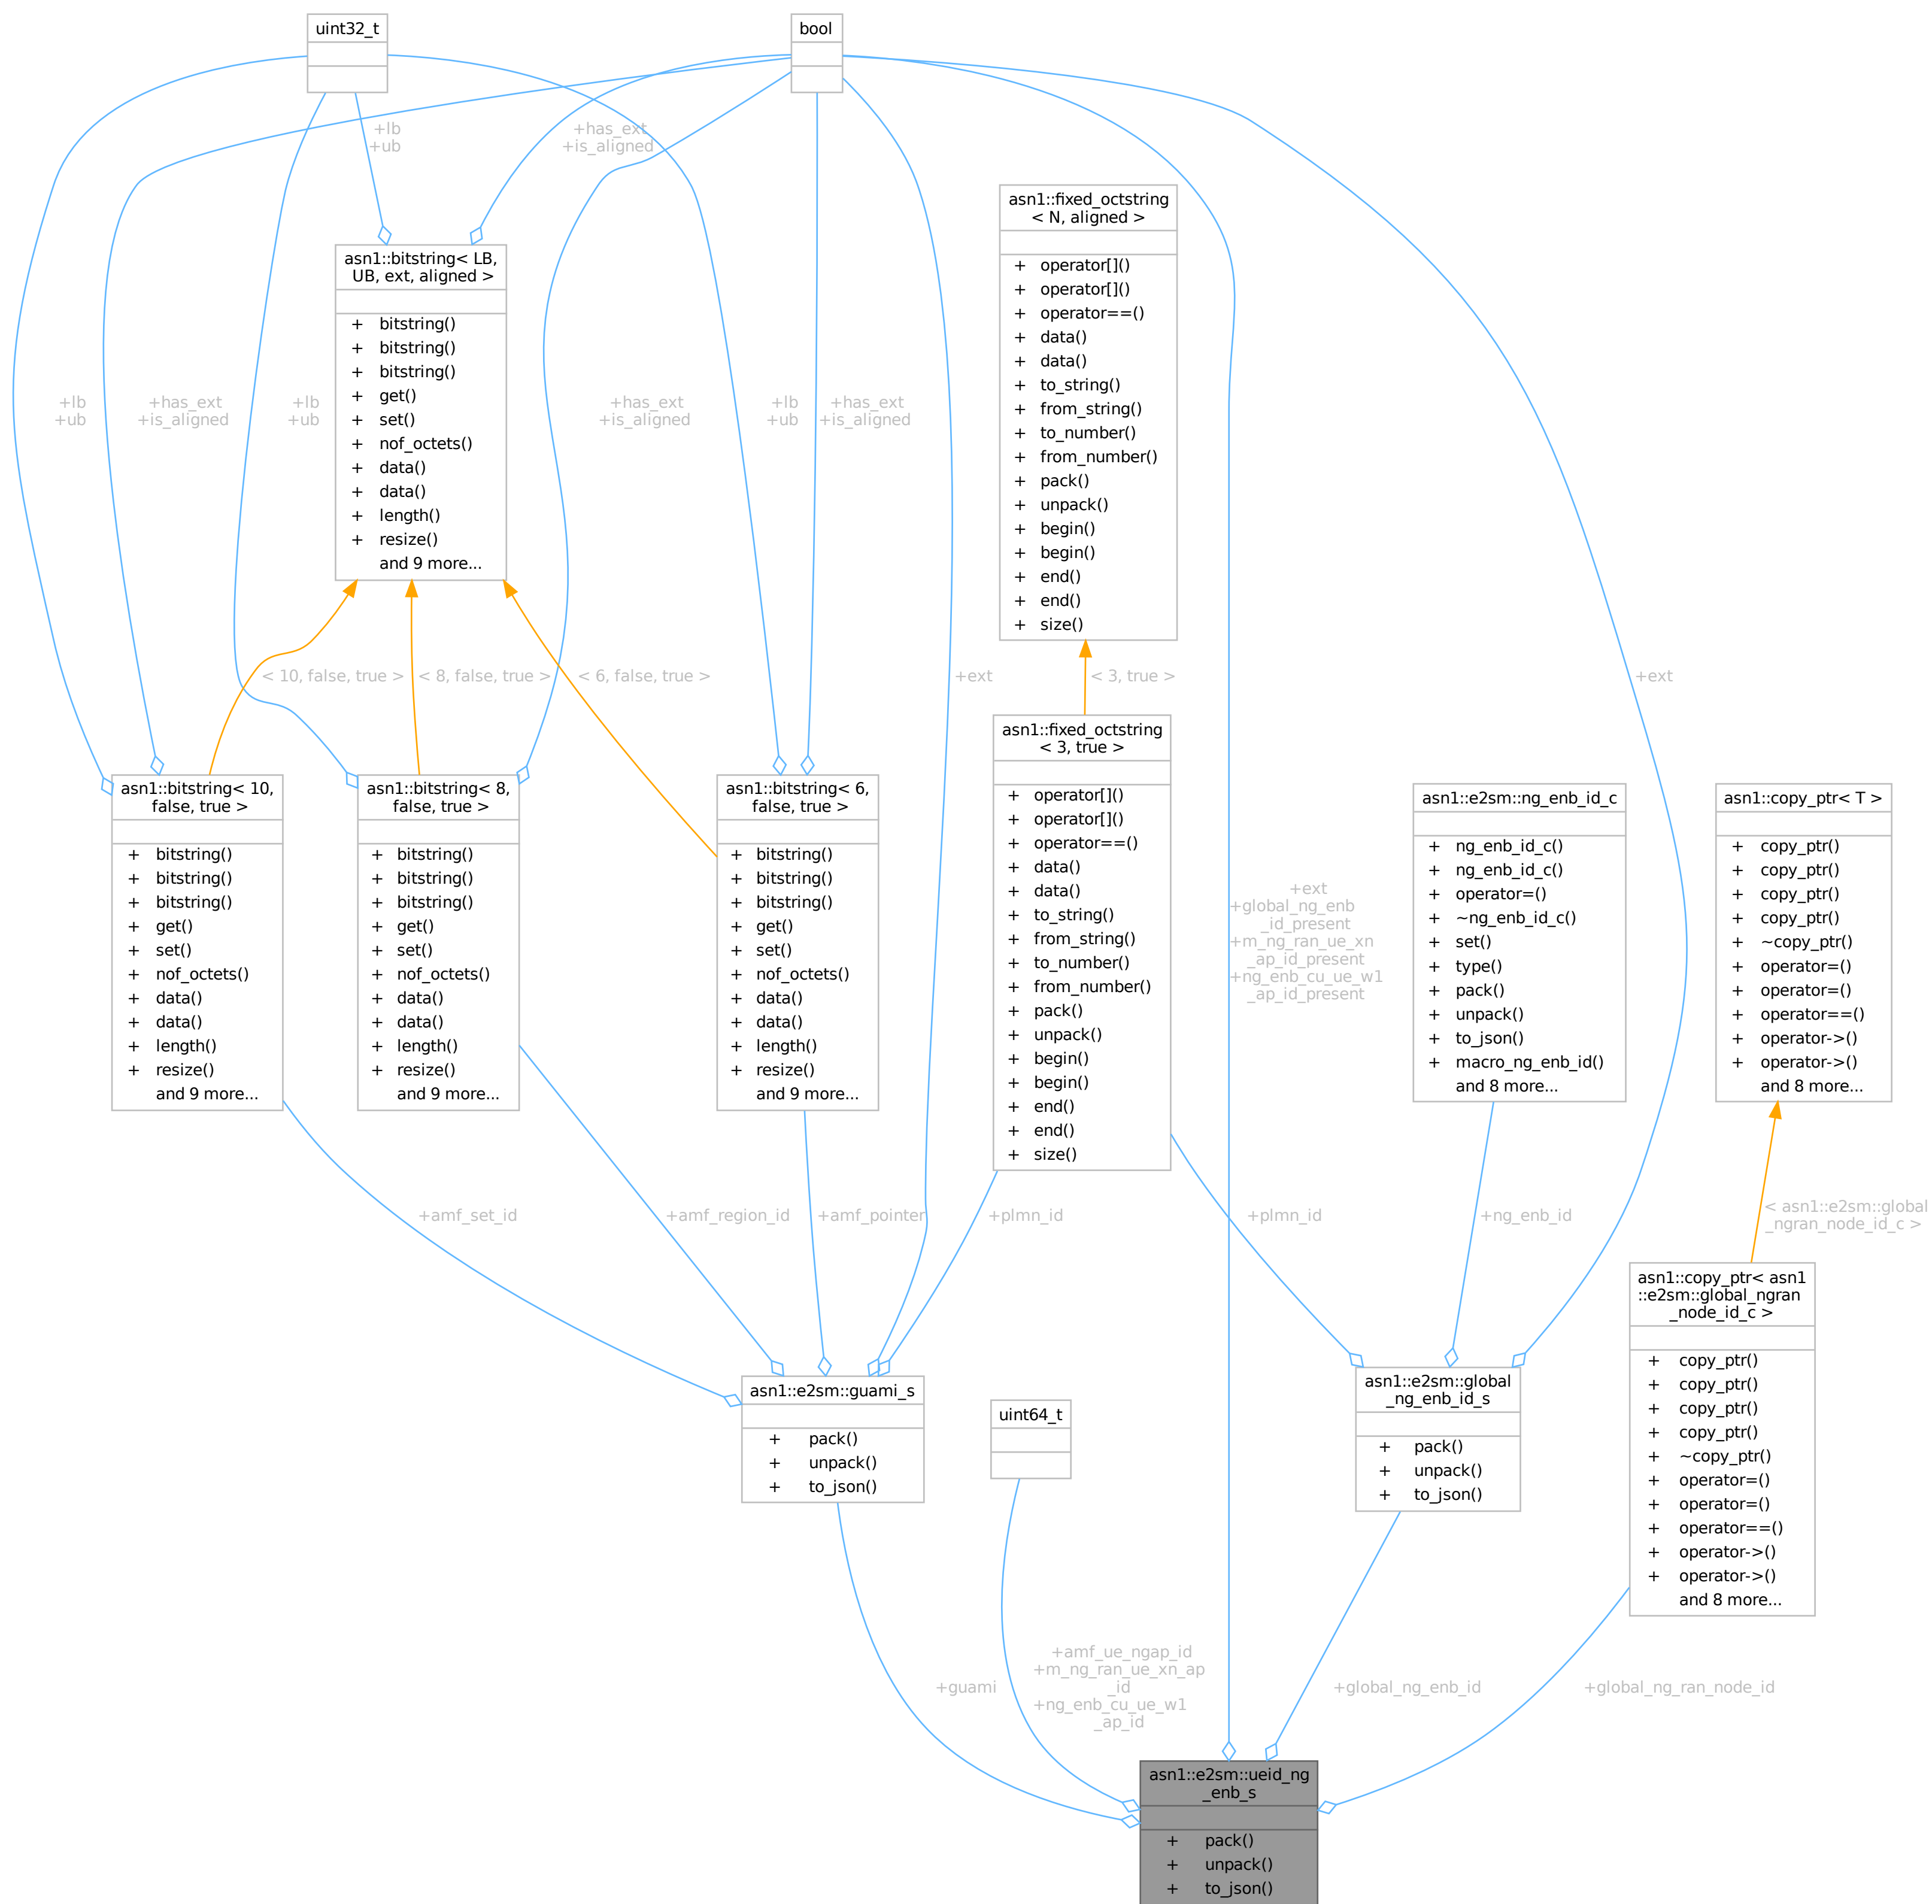 uint32_t
bool
+lb
+ub
+has_ext
+is_aligned
asn1::fixed_octstring
< N, aligned >
+ operator[]()
+ operator[]()
+ operator==()
+ data()
+ data()
+ to_string()
+ from_string()
+ to_number()
+ from_number()
+ pack()
+ unpack()
+ begin()
+ begin()
+ end()
+ end()
+ size()
asn1::bitstring< LB,
UB, ext, aligned >
+ bitstring()
+ bitstring()
+ bitstring()
+ get()
+ set()
+ nof_octets()
+ data()
+ data()
+ length()
+ resize()
and 9 more...
+lb
+ub
+has_ext
+is_aligned
+lb
+ub
+has_ext
+is_aligned
+lb
+ub
+has_ext
+is_aligned
< 10, false, true >
< 8, false, true >
< 6, false, true >
+ext
< 3, true >
+ext
asn1::bitstring< 10,
false, true >
+ bitstring()
+ bitstring()
+ bitstring()
+ get()
+ set()
+ nof_octets()
+ data()
+ data()
+ length()
+ resize()
and 9 more...
asn1::bitstring< 8,
false, true >
+ bitstring()
+ bitstring()
+ bitstring()
+ get()
+ set()
+ nof_octets()
+ data()
+ data()
+ length()
+ resize()
and 9 more...
asn1::bitstring< 6,
false, true >
+ bitstring()
+ bitstring()
+ bitstring()
+ get()
+ set()
+ nof_octets()
+ data()
+ data()
+ length()
+ resize()
and 9 more...
asn1::fixed_octstring
< 3, true >
+ operator[]()
+ operator[]()
+ operator==()
+ data()
+ data()
+ to_string()
+ from_string()
+ to_number()
+ from_number()
+ pack()
+ unpack()
+ begin()
+ begin()
+ end()
+ end()
+ size()
+ext
+global_ng_enb
_id_present
+m_ng_ran_ue_xn
_ap_id_present
+ng_enb_cu_ue_w1
_ap_id_present
asn1::e2sm::ng_enb_id_c
+ ng_enb_id_c()
+ ng_enb_id_c()
+ operator=()
+ ~ng_enb_id_c()
+ set()
+ type()
+ pack()
+ unpack()
+ to_json()
+ macro_ng_enb_id()
and 8 more...
asn1::copy_ptr< T >
+ copy_ptr()
+ copy_ptr()
+ copy_ptr()
+ copy_ptr()
+ ~copy_ptr()
+ operator=()
+ operator=()
+ operator==()
+ operator->()
+ operator->()
and 8 more...
+amf_set_id
+amf_region_id
+amf_pointer
+plmn_id
+plmn_id
+ng_enb_id
< asn1::e2sm::global
_ngran_node_id_c >
asn1::e2sm::guami_s
+ pack()
+ unpack()
+ to_json()
uint64_t
asn1::e2sm::global
_ng_enb_id_s
+ pack()
+ unpack()
+ to_json()
asn1::copy_ptr< asn1
::e2sm::global_ngran
_node_id_c >
+ copy_ptr()
+ copy_ptr()
+ copy_ptr()
+ copy_ptr()
+ ~copy_ptr()
+ operator=()
+ operator=()
+ operator==()
+ operator->()
+ operator->()
and 8 more...
+guami
+amf_ue_ngap_id
+m_ng_ran_ue_xn_ap
_id
+ng_enb_cu_ue_w1
_ap_id
+global_ng_enb_id
+global_ng_ran_node_id
asn1::e2sm::ueid_ng
_enb_s
+ pack()
+ unpack()
+ to_json()